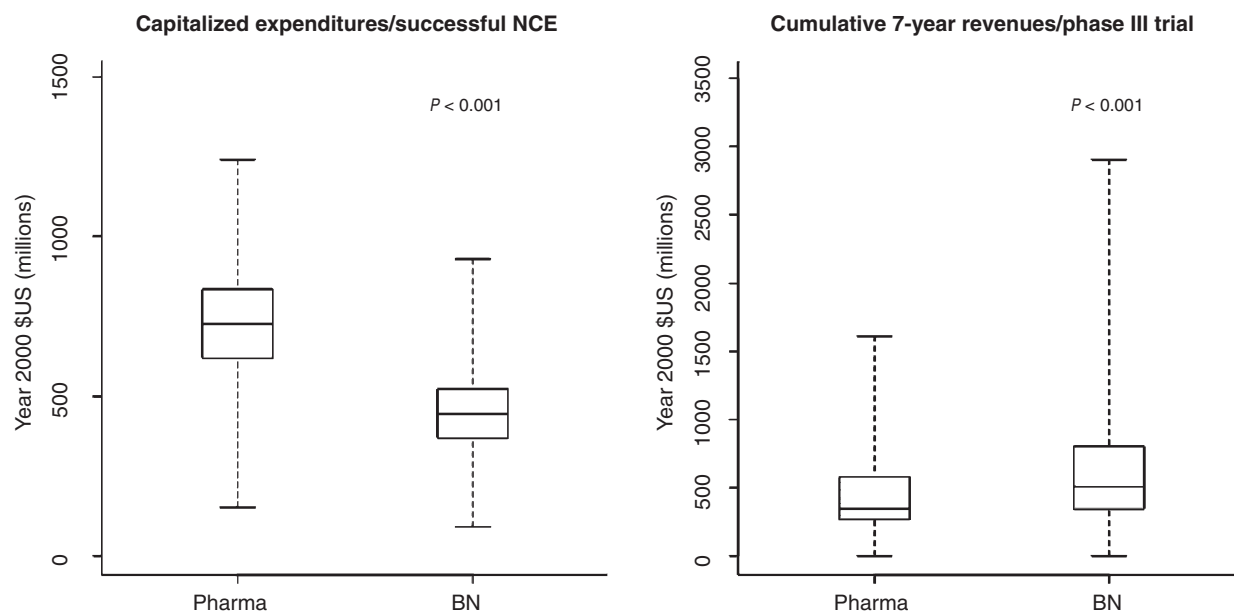 Capitalized expenditures/successful NCE
Year 2000 $US (millions)
1500
1000
500
0
P < 0.001
Pharma BN
Cumulative 7-year revenues/phase III trial
Year 2000 $US (millions)
3500
3000
2500
2000
1500
1000
500
0
P < 0.001
Pharma BN